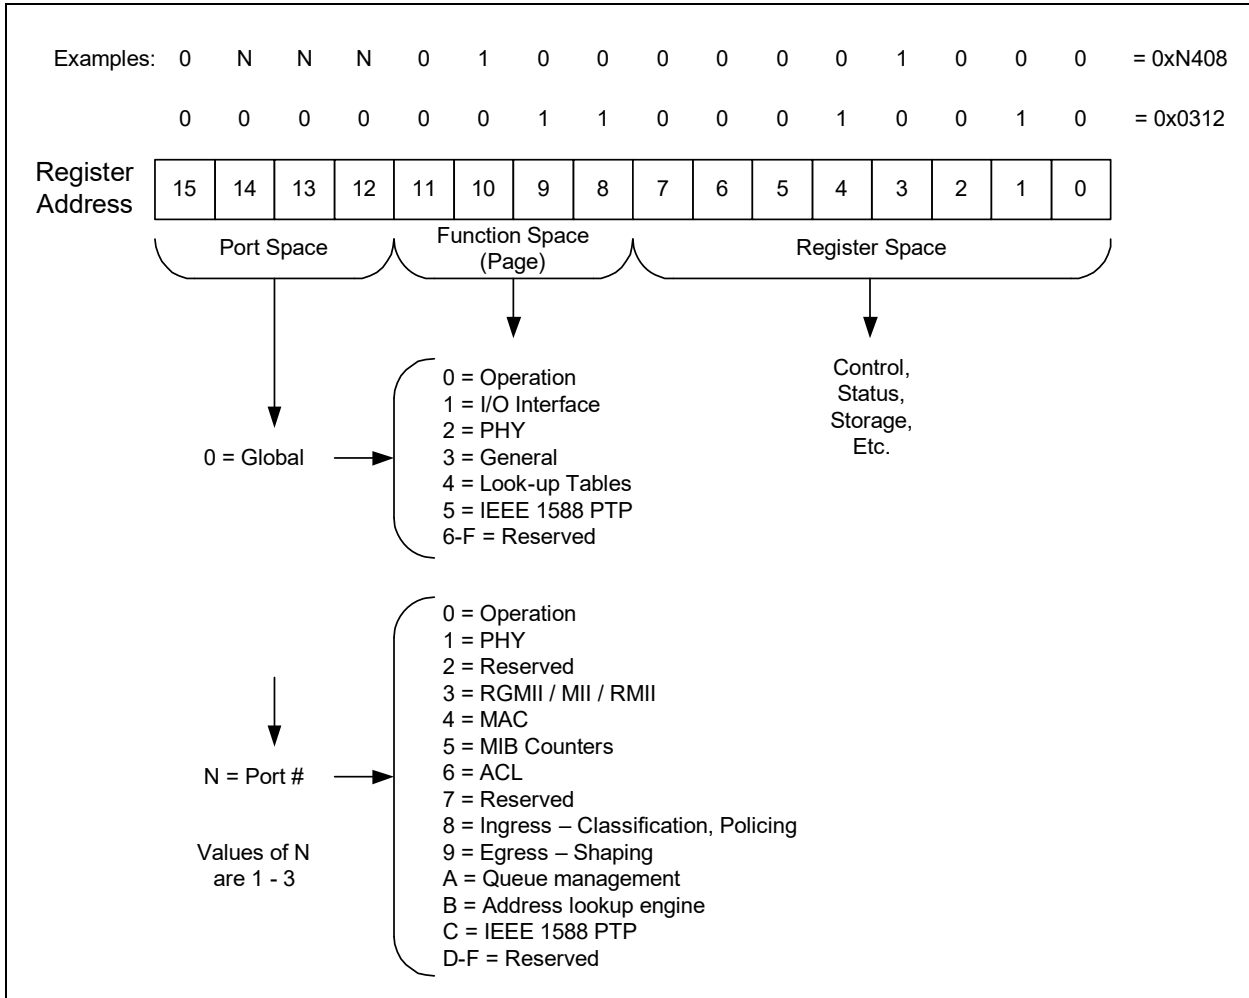 Examples: 0 N N N 0 1 0 0 0 0 0 0 1 0 0 0 = 0xN408
0 0 0 0 0 0 1 1 0 0 0 1 0 0 1 0 = 0x0312
Register Address
15 14 13 12 11 10 9 8 7 6 5 4 3 2 1 0
Port Space
Function Space
(Page)
Register Space
0 = Global
0 = Operation
1 = I/O Interface
2 = PHY
3 = General
4 = Look-up Tables
5 = IEEE 1588 PTP
6-F = Reserved
Control,
Status,
Storage,
Etc.
N = Port #
Values of N
are 1 - 3
0 = Operation
1 = PHY
2 = Reserved
3 = RGMII / MII / RMII
4 = MAC
5 = MIB Counters
6 = ACL
7 = Reserved
8 = Ingress – Classification, Policing
9 = Egress – Shaping
A = Queue management
B = Address lookup engine
C = IEEE 1588 PTP
D-F = Reserved